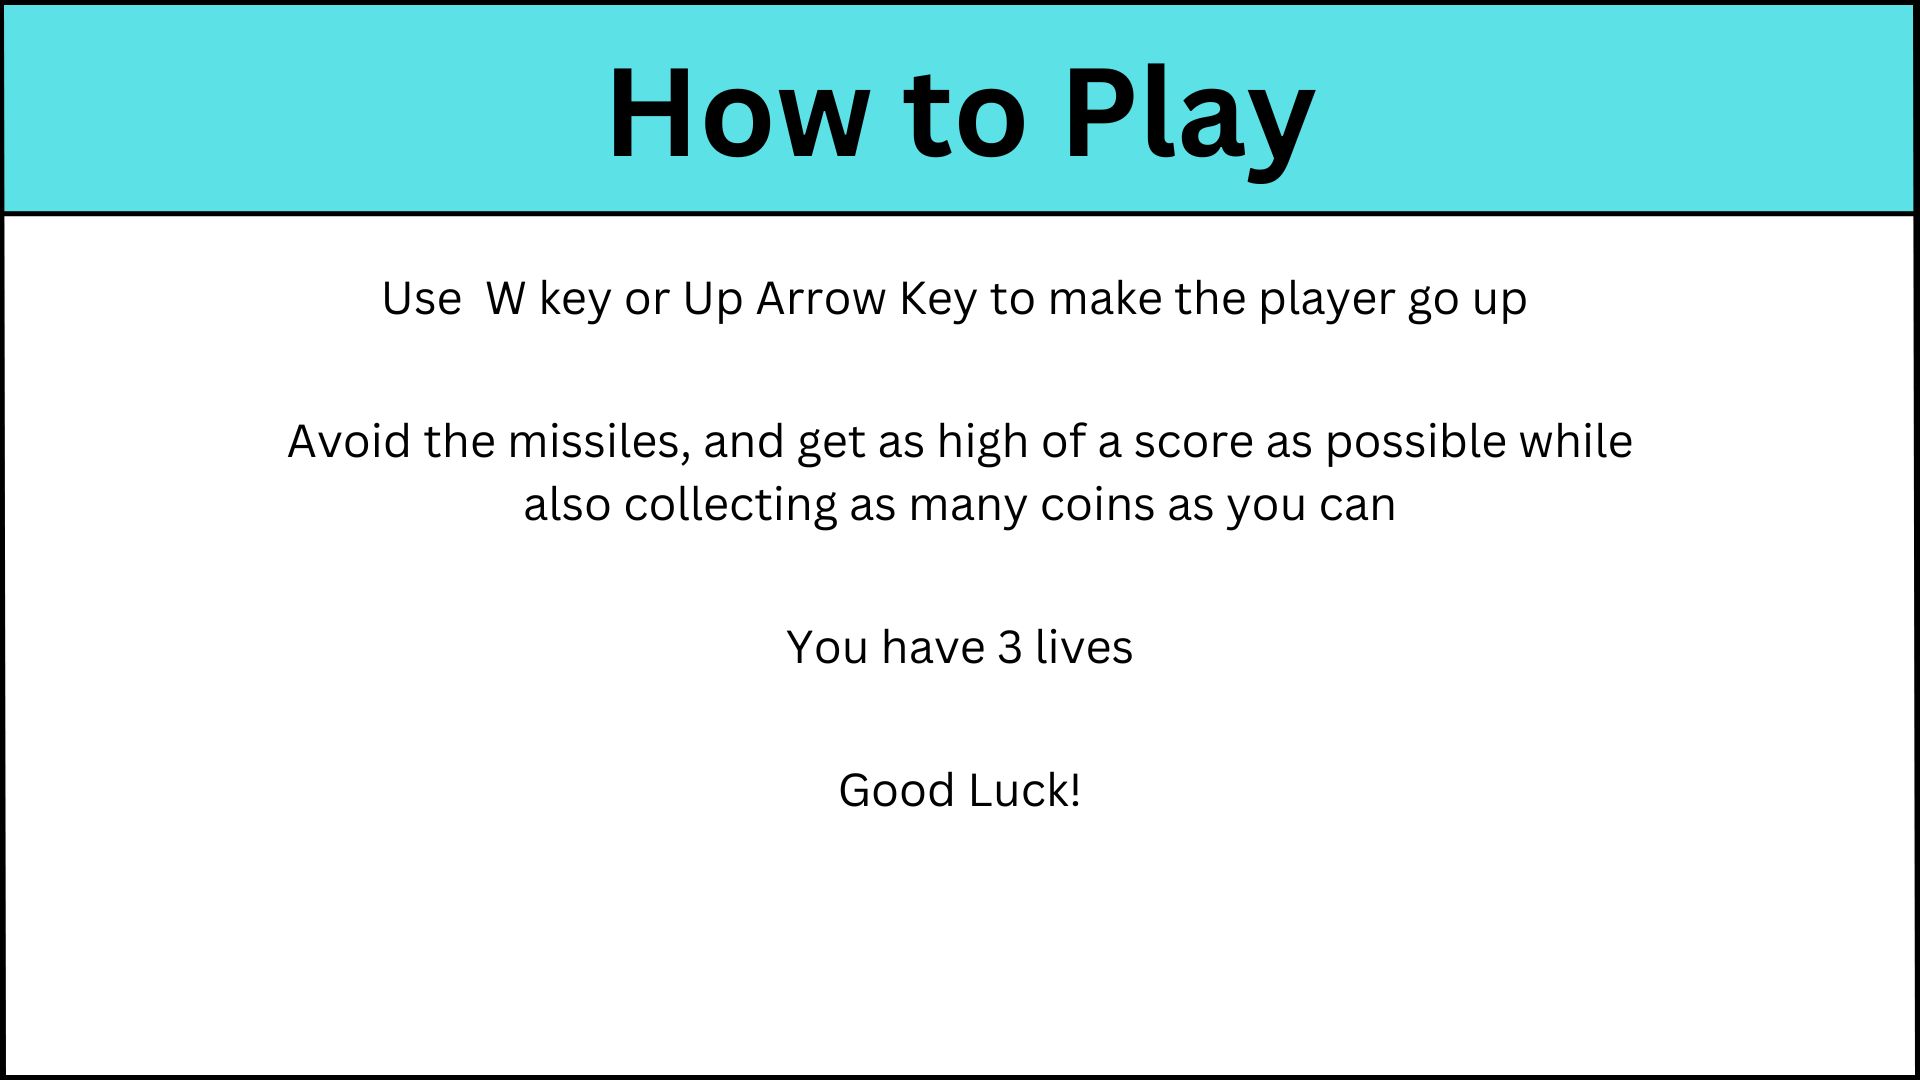 How to Play
Use  W key or Up Arrow Key to make the player go up
Avoid the missiles, and get as high of a score as possible while
also collecting as many coins as you can
You have 3 lives
Good Luck!